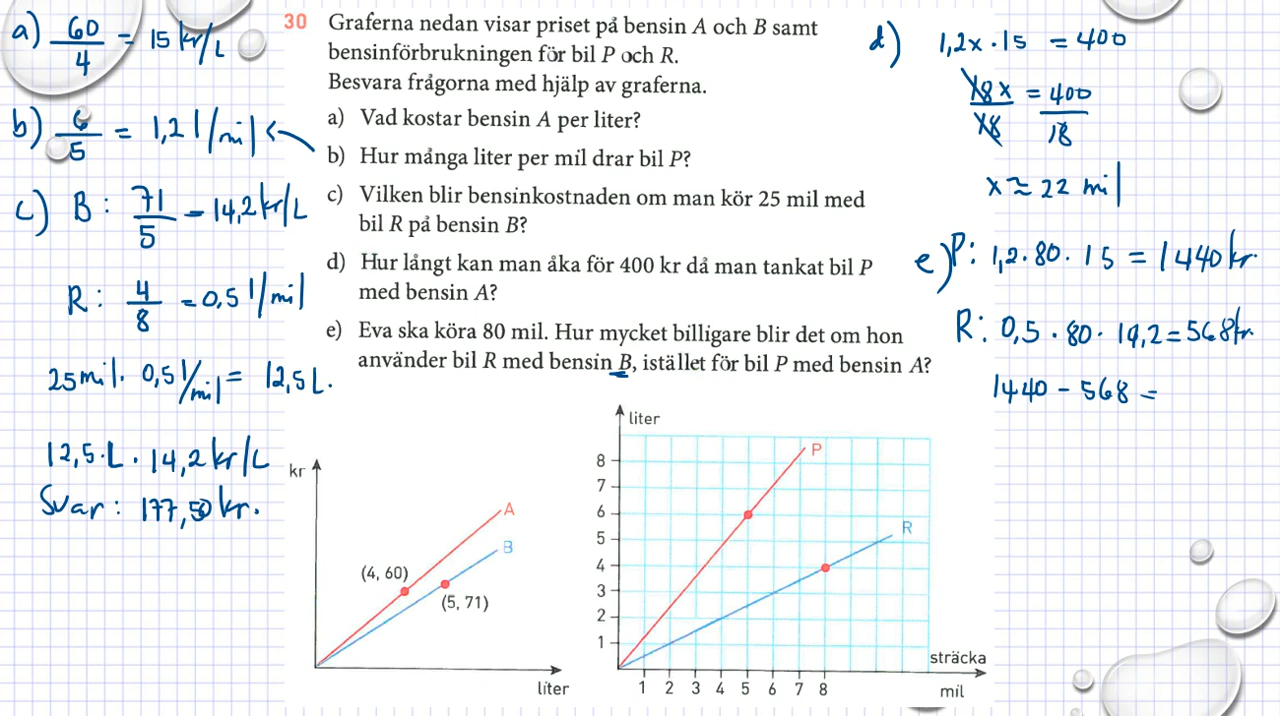 a) 60/4 = 15 kr/L
b) 6/5 = 1,2 l/mil
c) B: 71/5 = 14,2 kr/L
R: 4/8 = 0,5 l/mil
25 mil · 0,5 l/mil = 12,5 L.
12,5 · L · 14,2 kr/L
Svar: 177,50 kr.
30 Graferna nedan visar priset på bensin A och B samt
bensinförbrukningen för bil P och R.
Besvara frågorna med hjälp av graferna.
a) Vad kostar bensin A per liter?
b) Hur många liter per mil drar bil P?
c) Vilken blir bensinkostnaden om man kör 25 mil med
bil R på bensin B?
d) Hur långt kan man åka för 400 kr då man tankat bil P
med bensin A?
e) Eva ska köra 80 mil. Hur mycket billigare blir det om hon
använder bil R med bensin B, istället för bil P med bensin A?
kr
A
B
(4, 60)
(5, 71)
liter
liter
8
7
6
5
4
3
2
1
P
R
sträcka
1 2 3 4 5 6 7 8
mil
d) 1,2x · 15 = 400
18x/18 = 400/18
x ≈ 22 mil
e) P: 1,2 · 80 · 15 = 1440 kr.
R: 0,5 · 80 · 14,2 = 568 kr
1440 - 568 =